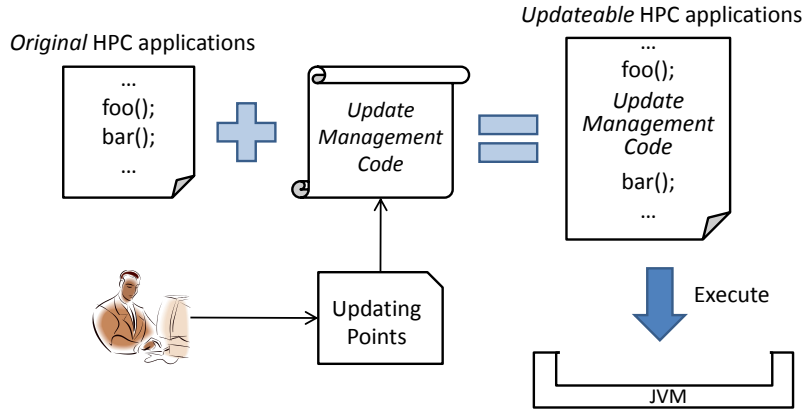 Original HPC applications
...
foo();
bar();
...
Update
Management
Code
Updateable HPC applications
...
foo();
Update
Management
Code
bar();
...
Updating
Points
Execute
JVM